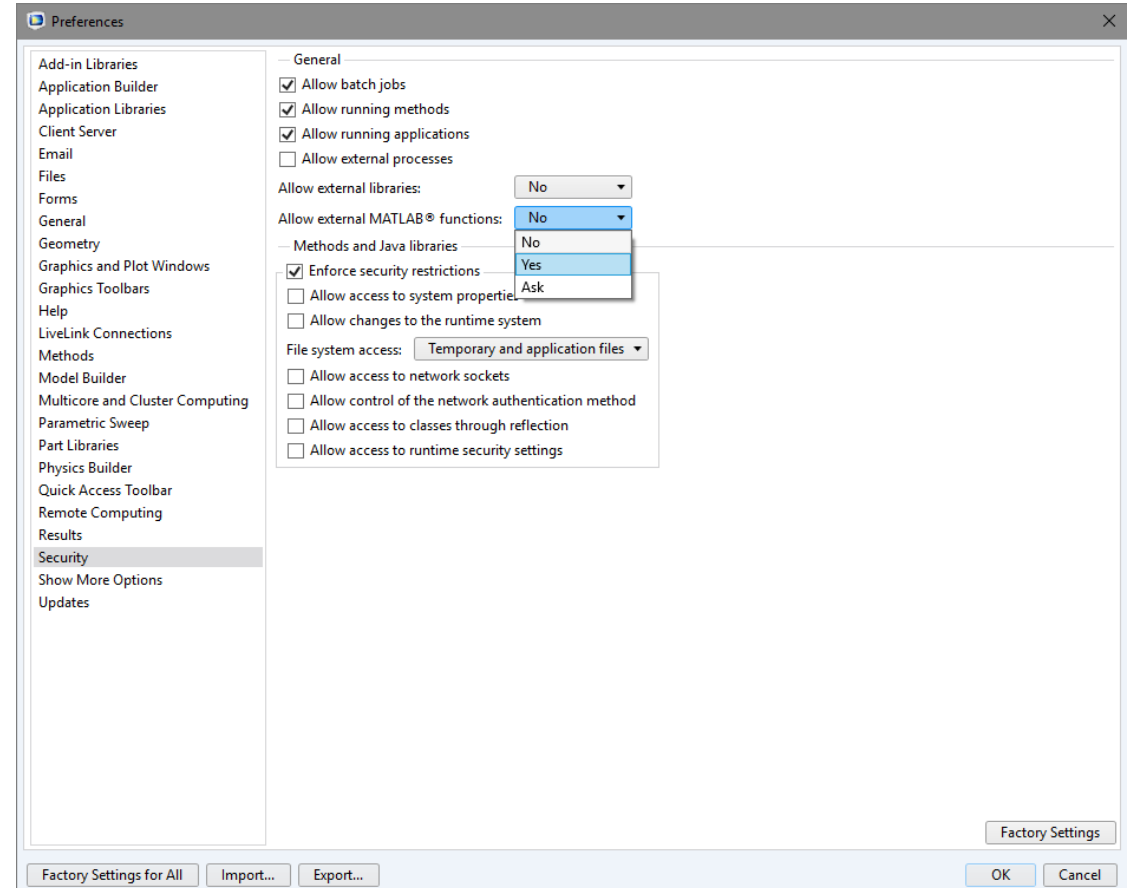 Preferences
Add-in Libraries
Application Builder
Application Libraries
Client Server
Email
Files
Forms
General
Geometry
Graphics and Plot Windows
Graphics Toolbars
Help
LiveLink Connections
Methods
Model Builder
Multicore and Cluster Computing
Parametric Sweep
Part Libraries
Physics Builder
Quick Access Toolbar
Remote Computing
Results
Security
Show More Options
Updates
General
Allow batch jobs
Allow running methods
Allow running applications
Allow external processes
Allow external libraries: No
Allow external MATLAB® functions: No
No
Yes
Ask
Methods and Java libraries
Enforce security restrictions
Allow access to system propertie
Allow changes to the runtime system
File system access: Temporary and application files
Allow access to network sockets
Allow control of the network authentication method
Allow access to classes through reflection
Allow access to runtime security settings
Factory Settings
Factory Settings for All Import... Export... OK Cancel